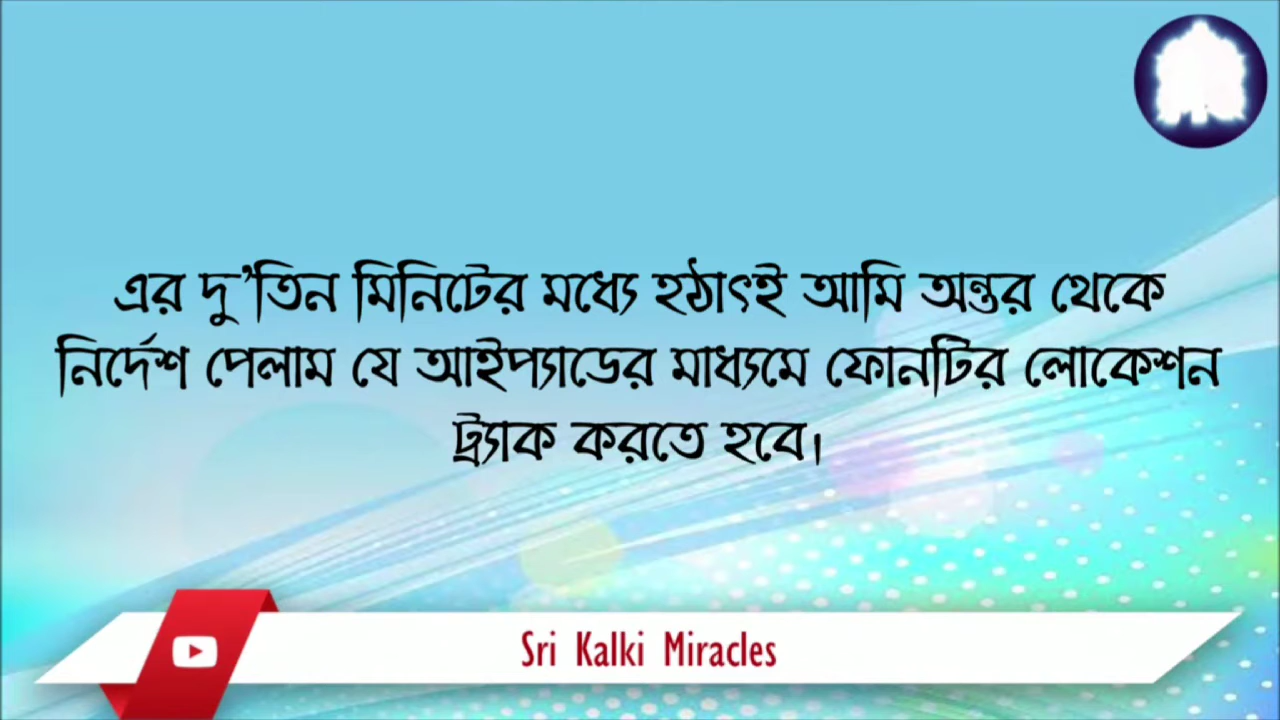 এর দু'তিন মিনিটের মধ্যে হঠাৎই আমি অন্তর থেকে
নির্দেশ পেলাম যে আইপ্যাডের মাধ্যমে ফোনটির লোকেশন
ট্র্যাক করতে হবে।
Sri Kalki Miracles